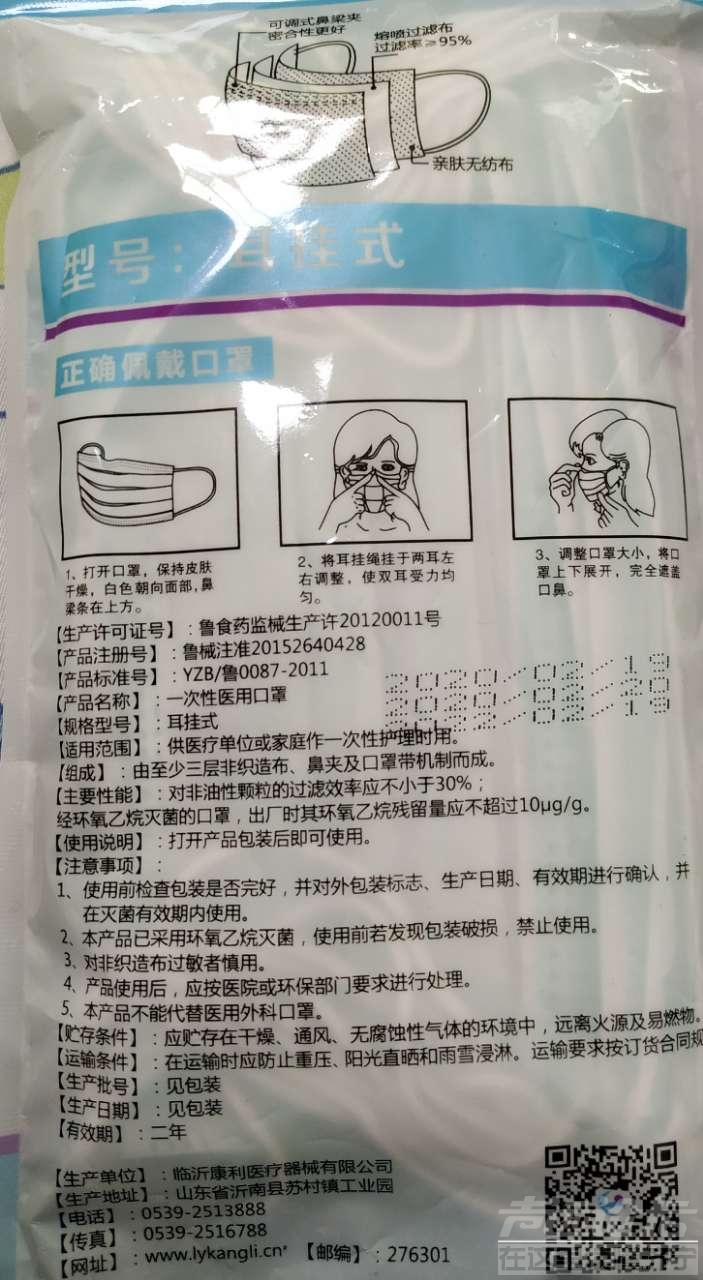 可调式鼻梁夹
密合性更好
熔喷过滤布
过滤率≥95%
亲肤无纺布
型号：耳挂式
正确佩戴口罩
1、打开口罩，保持皮肤
干燥，白色朝向面部，鼻
梁条在上方。
2、将耳挂绳挂于两耳左
右调整，使双耳受力均
匀。
3、调整口罩大小，将口
罩上下展开，完全遮盖
口鼻。
【生产许可证号】：鲁食药监械生产许20120011号
【产品注册号】：鲁械注准20152640428
【产品标准号】：YZB/鲁0087-2011
【产品名称】：一次性医用口罩
【规格型号】：耳挂式
2020/02/19
2020/02/20
2022/02/19
【适用范围】：供医疗单位或家庭作一次性护理时用。
【组成】：由至少三层非织造布、鼻夹及口罩带机制而成。
【主要性能】：对非油性颗粒的过滤效率应不小于30%；
经环氧乙烷灭菌的口罩，出厂时其环氧乙烷残留量应不超过10μg/g。
【使用说明】：打开产品包装后即可使用。
【注意事项】：
1、使用前检查包装是否完好，并对外包装标志、生产日期、有效期进行确认，并
在灭菌有效期内使用。
2、本产品已采用环氧乙烷灭菌，使用前若发现包装破损，禁止使用。
3、对非织造布过敏者慎用。
4、产品使用后，应按医院或环保部门要求进行处理。
5、本产品不能代替医用外科口罩。
【贮存条件】：应贮存在干燥、通风、无腐蚀性气体的环境中，远离火源及易燃物。
【运输条件】：在运输时应防止重压、阳光直晒和雨雪浸淋。运输要求按订货合同规
【生产批号】：见包装
【生产日期】：见包装
【有效期】：二年
【生产单位】：临沂康利医疗器械有限公司
【生产地址】：山东省沂南县苏村镇工业园
【电话】：0539-2513888
【传真】：0539-2516788
【网址】：www.lykangli.cn 【邮编】：276301